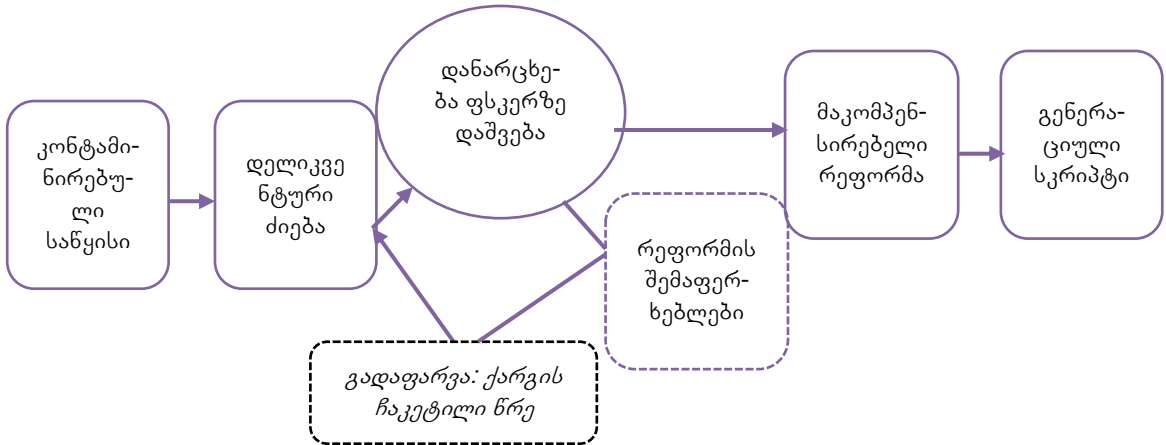 კონტამი-
ნირებუ-
ლი
საწყისი
დელიკვე
ნტური
ძიება
დანარცხე-
ბა ფსკერზე
დაშვება
მაკომპენ-
სირებელი
რეფორმა
გენერა-
ციული
სკრიპტი
რეფორმის
შემაფერ-
ხებლები
გადაფარვა: ქარგის
ჩაკეტილი წრე